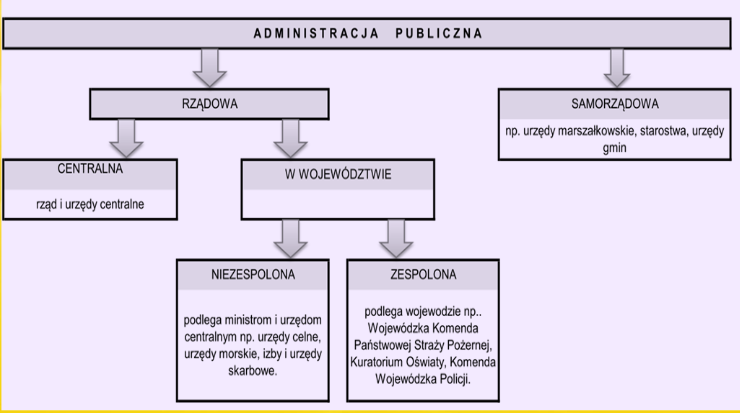 ADMINISTRACJA PUBLICZNA
RZĄDOWA
SAMORZĄDOWA
np. urzędy marszałkowskie, starostwa, urzędy
gmin
CENTRALNA
rząd i urzędy centralne
W WOJEWÓDZTWIE
NIEZESPOLONA
podlega ministrom i urzędom
centralnym np. urzędy celne,
urzędy morskie, izby i urzędy
skarbowe.
ZESPOLONA
podlega wojewodzie np..
Wojewódzka Komenda
Państwowej Straży Pożernej,
Kuratorium Oświaty, Komenda
Wojewódzka Policji.